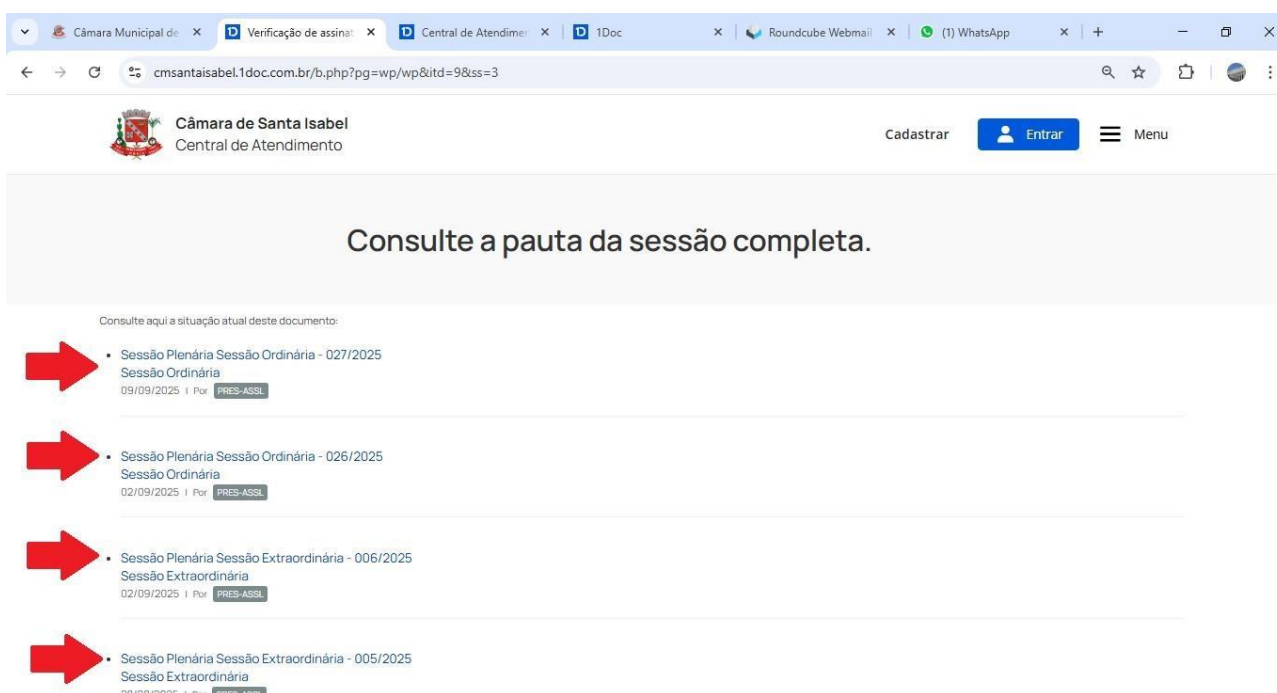 Câmara Municipal de
Verificação de assinat
Central de Atendimen
1Doc
Roundcube Webmail
(1) WhatsApp
cmsantaisabel.1doc.com.br/b.php?pg=wp/wp&itd=9&ss=3
Câmara de Santa Isabel
Central de Atendimento
Cadastrar
Entrar
Menu
Consulte a pauta da sessão completa.
Consulte aqui a situação atual deste documento:
Sessão Plenária Sessão Ordinária - 027/2025
Sessão Ordinária
09/09/2025 | Por PRES-ASSL
Sessão Plenária Sessão Ordinária - 026/2025
Sessão Ordinária
02/09/2025 | Por PRES-ASSL
Sessão Plenária Sessão Extraordinária - 006/2025
Sessão Extraordinária
02/09/2025 | Por PRES-ASSL
Sessão Plenária Sessão Extraordinária - 005/2025
Sessão Extraordinária